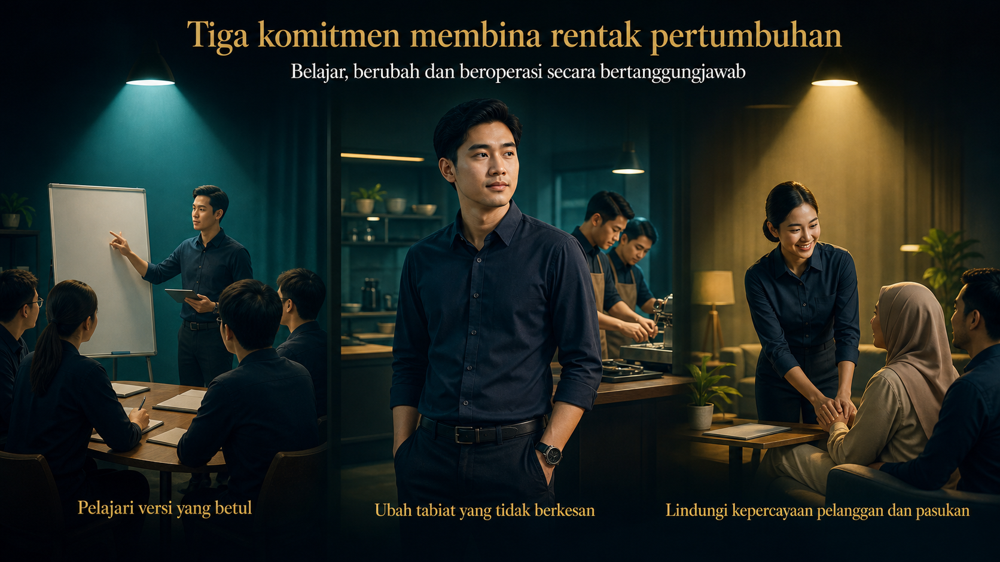 Tiga komitmen membina rentak pertumbuhan
Belajar, berubah dan beroperasi secara bertanggungjawab
Pelajari versi yang betul
Ubah tabiat yang tidak berkesan
Lindungi kepercayaan pelanggan dan pasukan